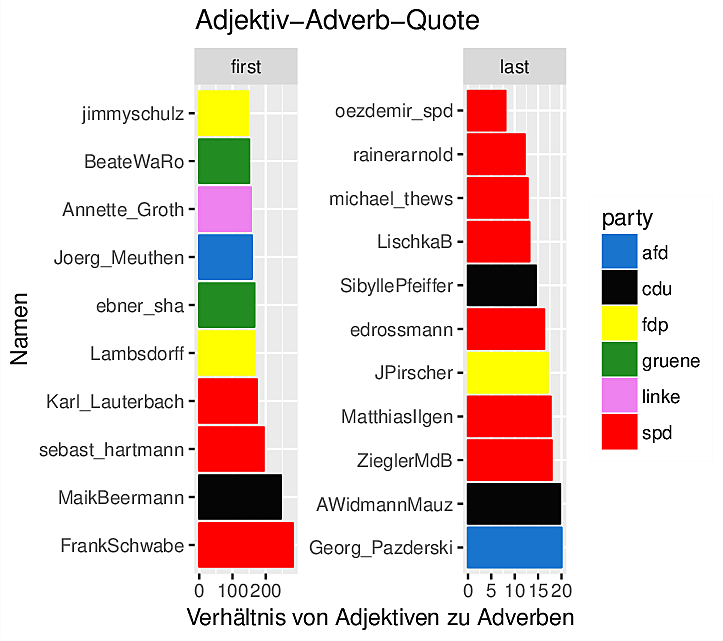 Adjektiv−Adverb−Quote
first
last
jimmyschulz
BeateWaRo
Annette_Groth
Joerg_Meuthen
ebner_sha
Lambsdorff
Karl_Lauterbach
sebast_hartmann
MaikBeermann
FrankSchwabe
0 100 200
oezdemir_spd
rainerarnold
michael_thews
LischkaB
SibyllePfeiffer
edrossmann
JPirscher
MatthiasIlgen
ZieglerMdB
AWidmannMauz
Georg_Pazderski
0 5 10 15 20
Namen
Verhältnis von Adjektiven zu Adverben
party
afd
cdu
fdp
gruene
linke
spd